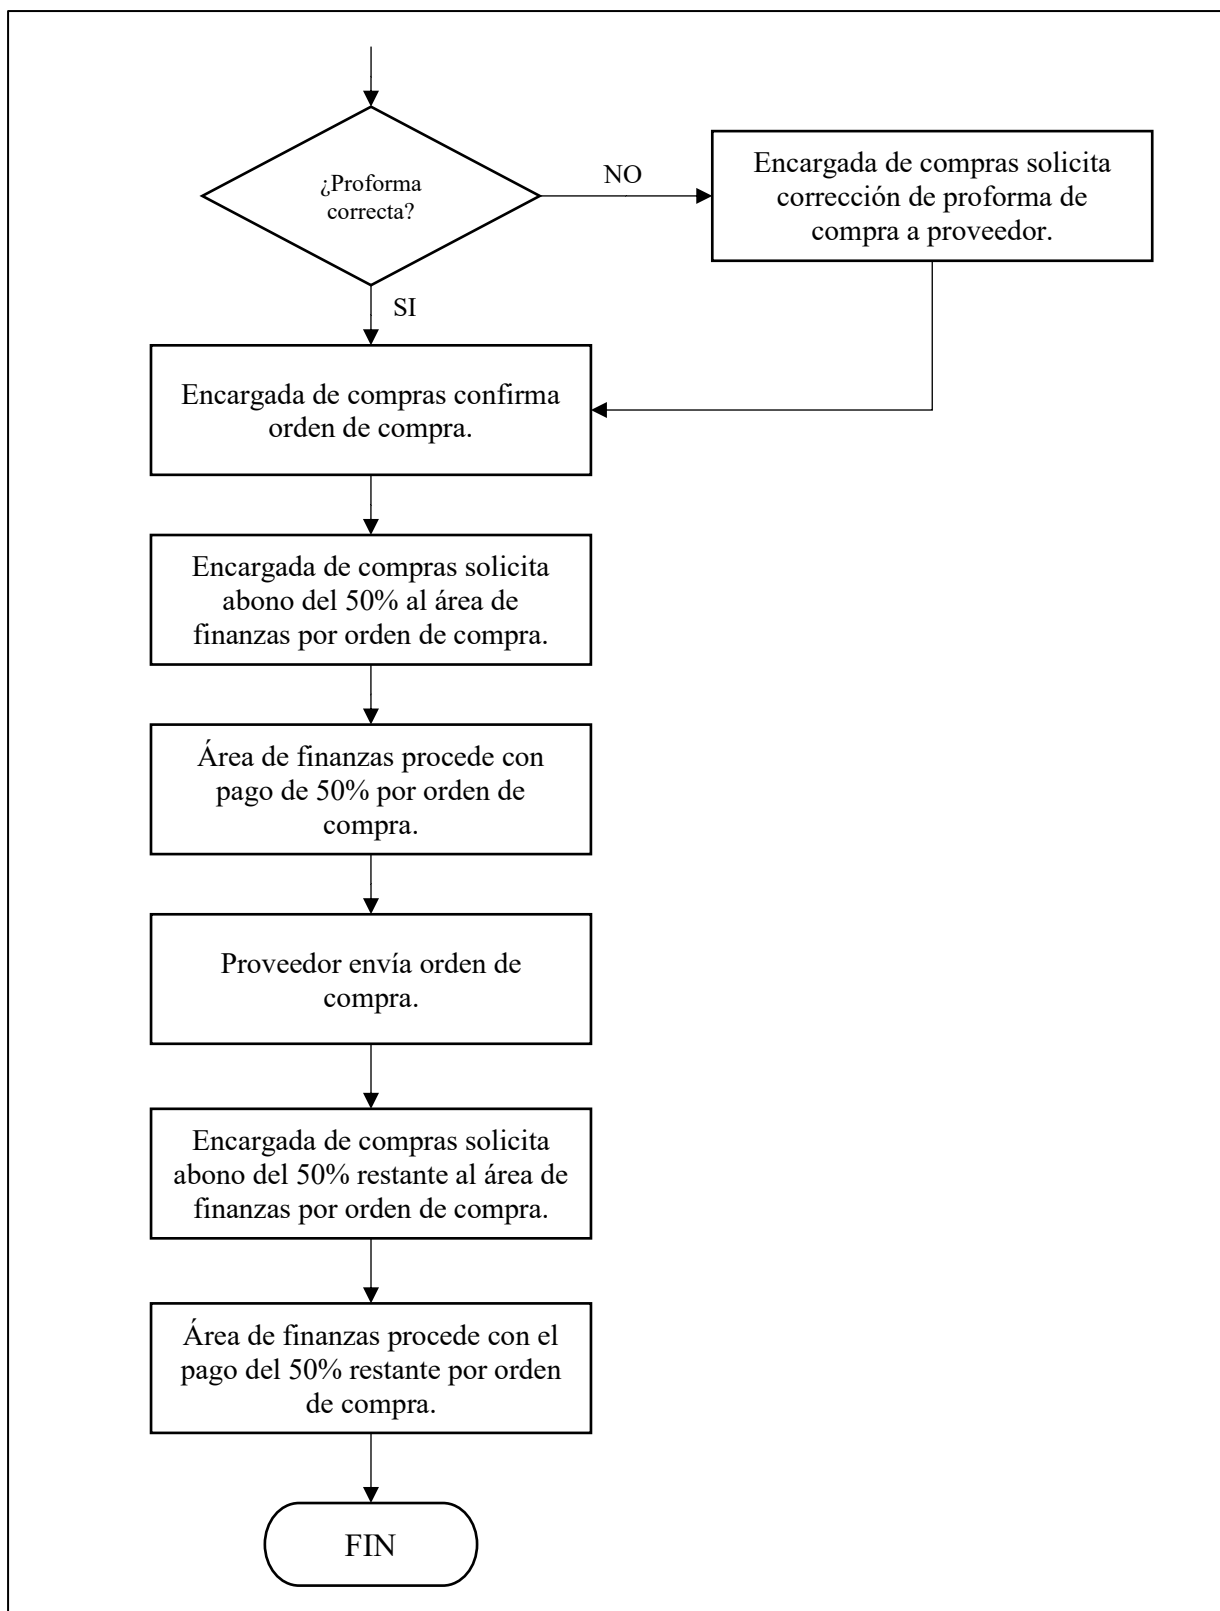 ¿Proforma
correcta?
NO
Encargada de compras solicita
corrección de proforma de
compra a proveedor.
SI
Encargada de compras confirma
orden de compra.
Encargada de compras solicita
abono del 50% al área de
finanzas por orden de compra.
Área de finanzas procede con
pago de 50% por orden de
compra.
Proveedor envía orden de
compra.
Encargada de compras solicita
abono del 50% restante al área de
finanzas por orden de compra.
Área de finanzas procede con el
pago del 50% restante por orden
de compra.
FIN